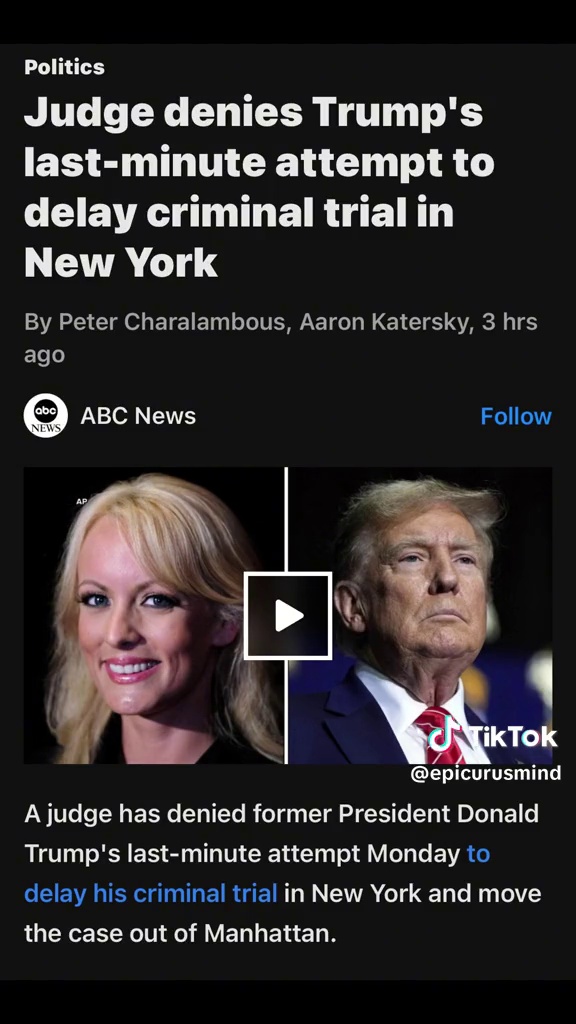 Politics
Judge denies Trump's
last-minute attempt to
delay criminal trial in
New York
By Peter Charalambous, Aaron Katersky, 3 hrs
ago
abc
NEWS
ABC News
Follow
AP
TikTok
@epicurusmind
A judge has denied former President Donald
Trump's last-minute attempt Monday to
delay his criminal trial in New York and move
the case out of Manhattan.